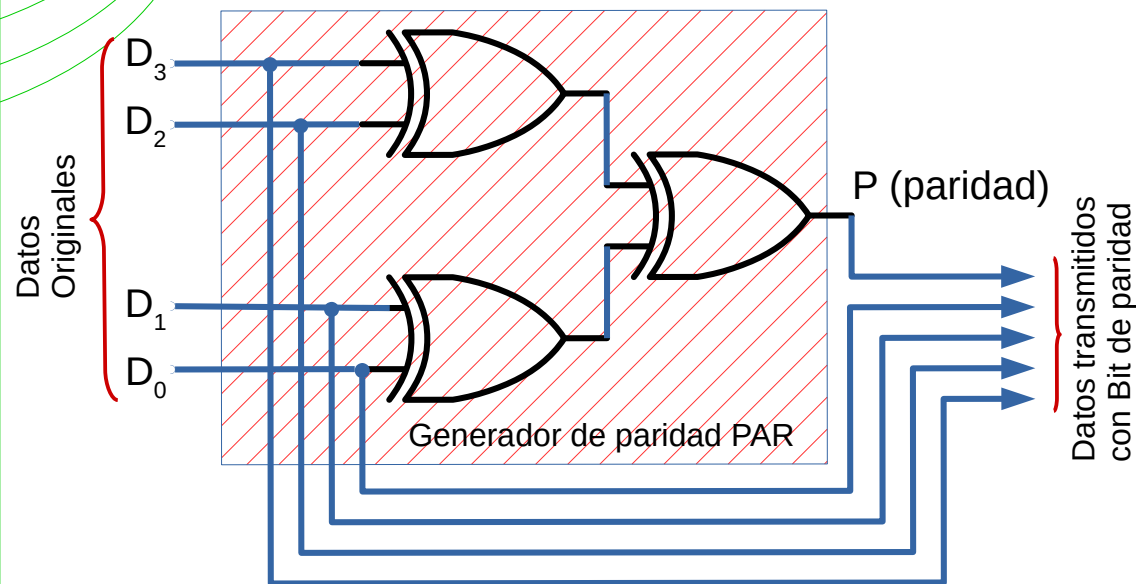 D3
D2
D1
D0
Datos
Originales
P (paridad)
Generador de paridad PAR
Datos transmitidos
con Bit de paridad